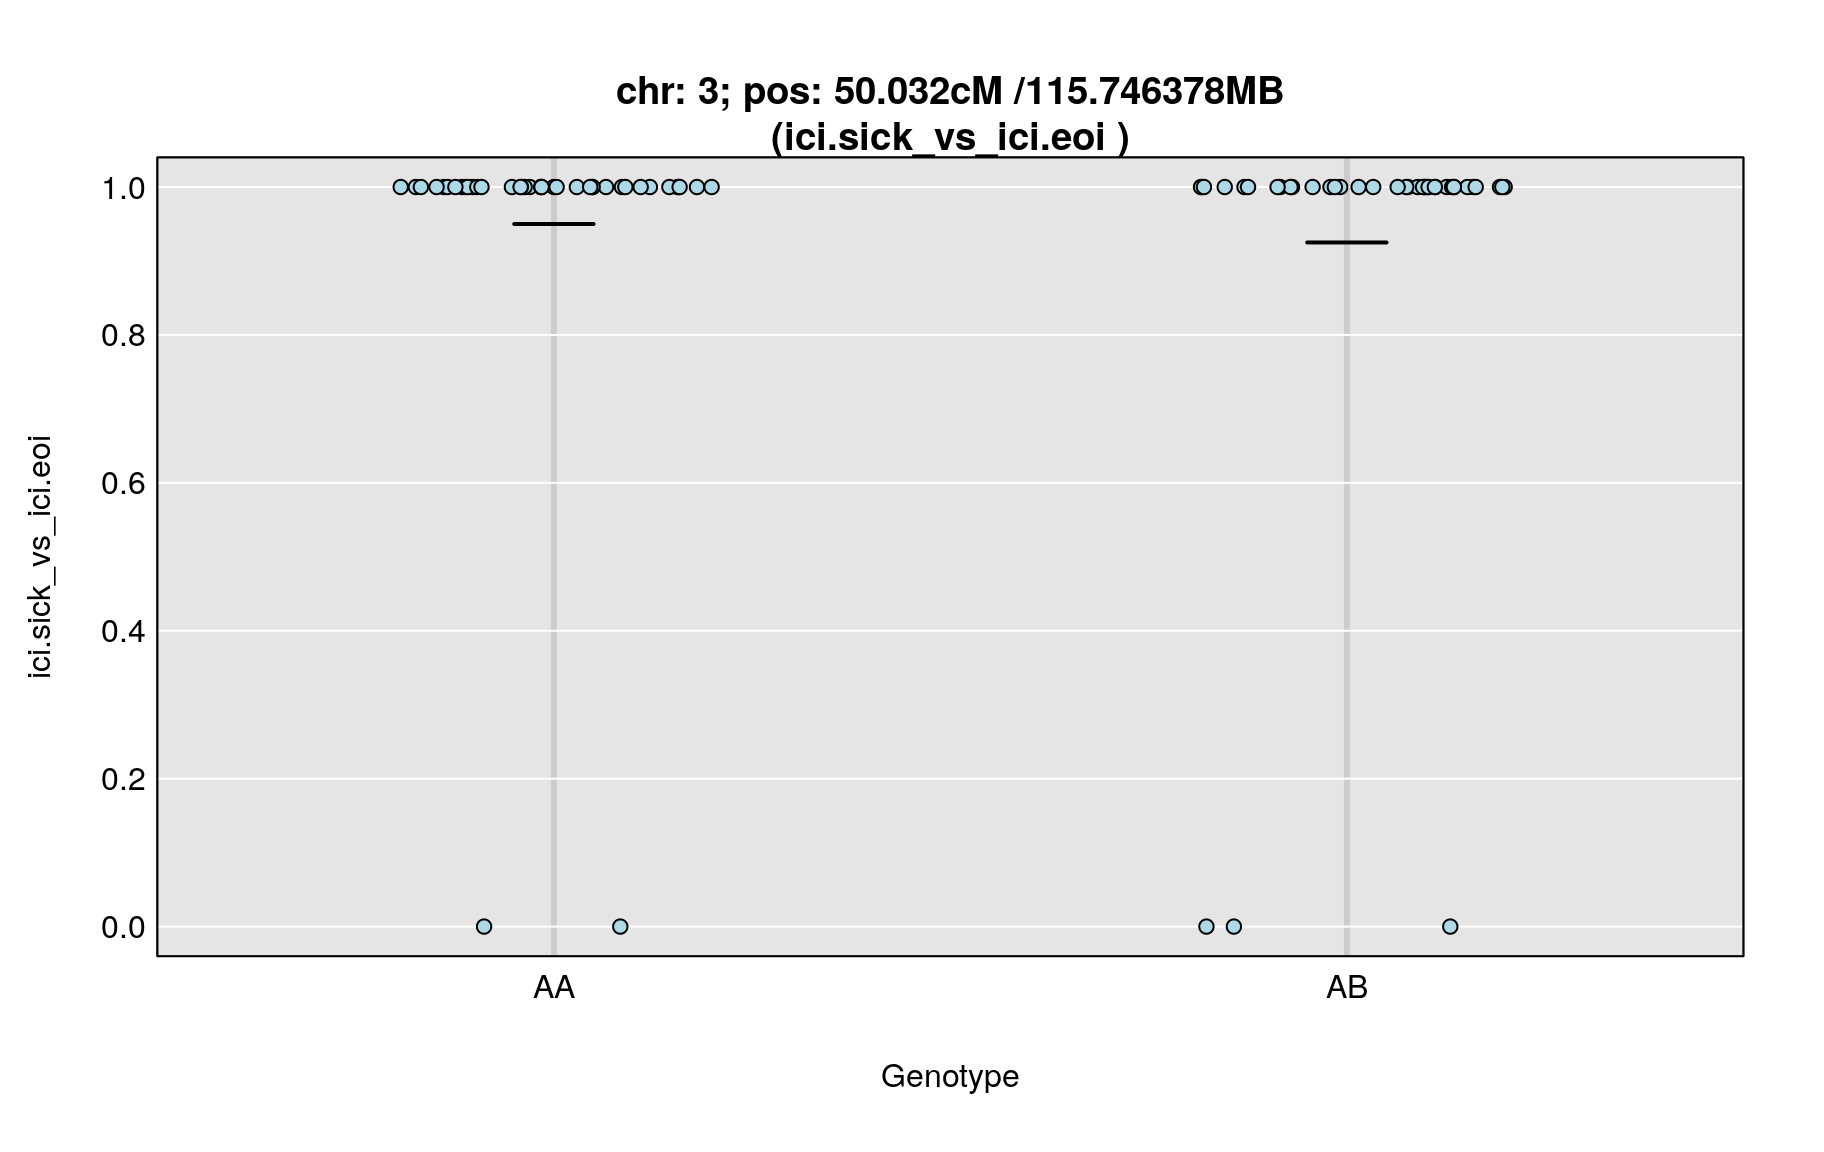 chr: 3; pos: 50.032cM /115.746378MB
(ici.sick_vs_ici.eoi )
ici.sick_vs_ici.eoi
1.0
0.8
0.6
0.4
0.2
0.0
AA AB
Genotype